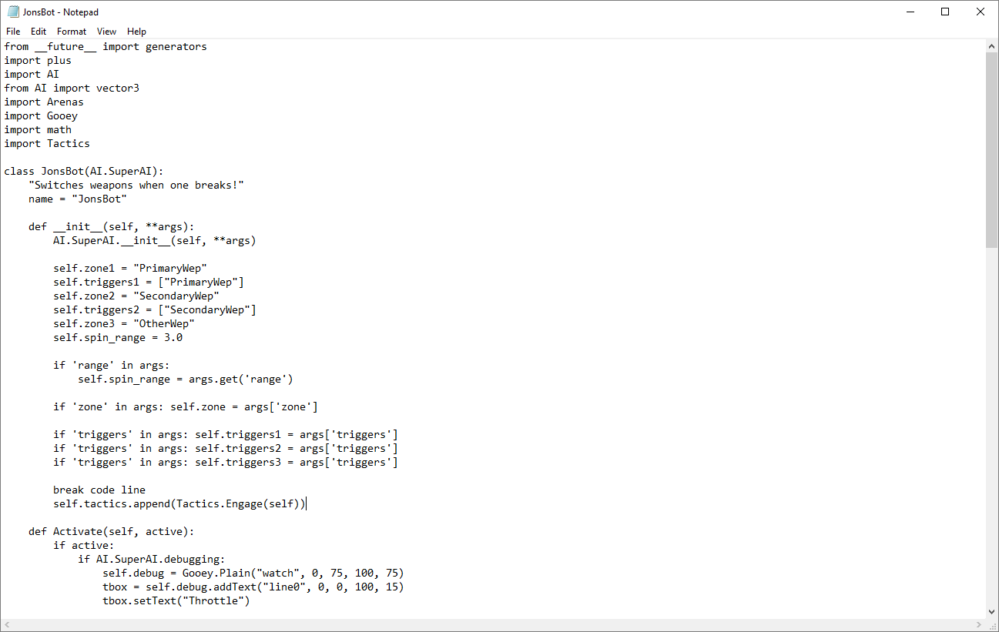 JonsBot - Notepad
File Edit Format View Help
from __future__ import generators
import plus
import AI
from AI import vector3
import Arenas
import Gooey
import math
import Tactics

class JonsBot(AI.SuperAI):
    "Switches weapons when one breaks!"
    name = "JonsBot"

    def __init__(self, **args):
        AI.SuperAI.__init__(self, **args)

        self.zone1 = "PrimaryWep"
        self.triggers1 = ["PrimaryWep"]
        self.zone2 = "SecondaryWep"
        self.triggers2 = ["SecondaryWep"]
        self.zone3 = "OtherWep"
        self.spin_range = 3.0

        if 'range' in args:
            self.spin_range = args.get('range')

        if 'zone' in args: self.zone = args['zone']

        if 'triggers' in args: self.triggers1 = args['triggers']
        if 'triggers' in args: self.triggers2 = args['triggers']
        if 'triggers' in args: self.triggers3 = args['triggers']

        break code line
        self.tactics.append(Tactics.Engage(self))

    def Activate(self, active):
        if active:
            if AI.SuperAI.debugging:
                self.debug = Gooey.Plain("watch", 0, 75, 100, 75)
                tbox = self.debug.addText("line0", 0, 0, 100, 15)
                tbox.setText("Throttle")